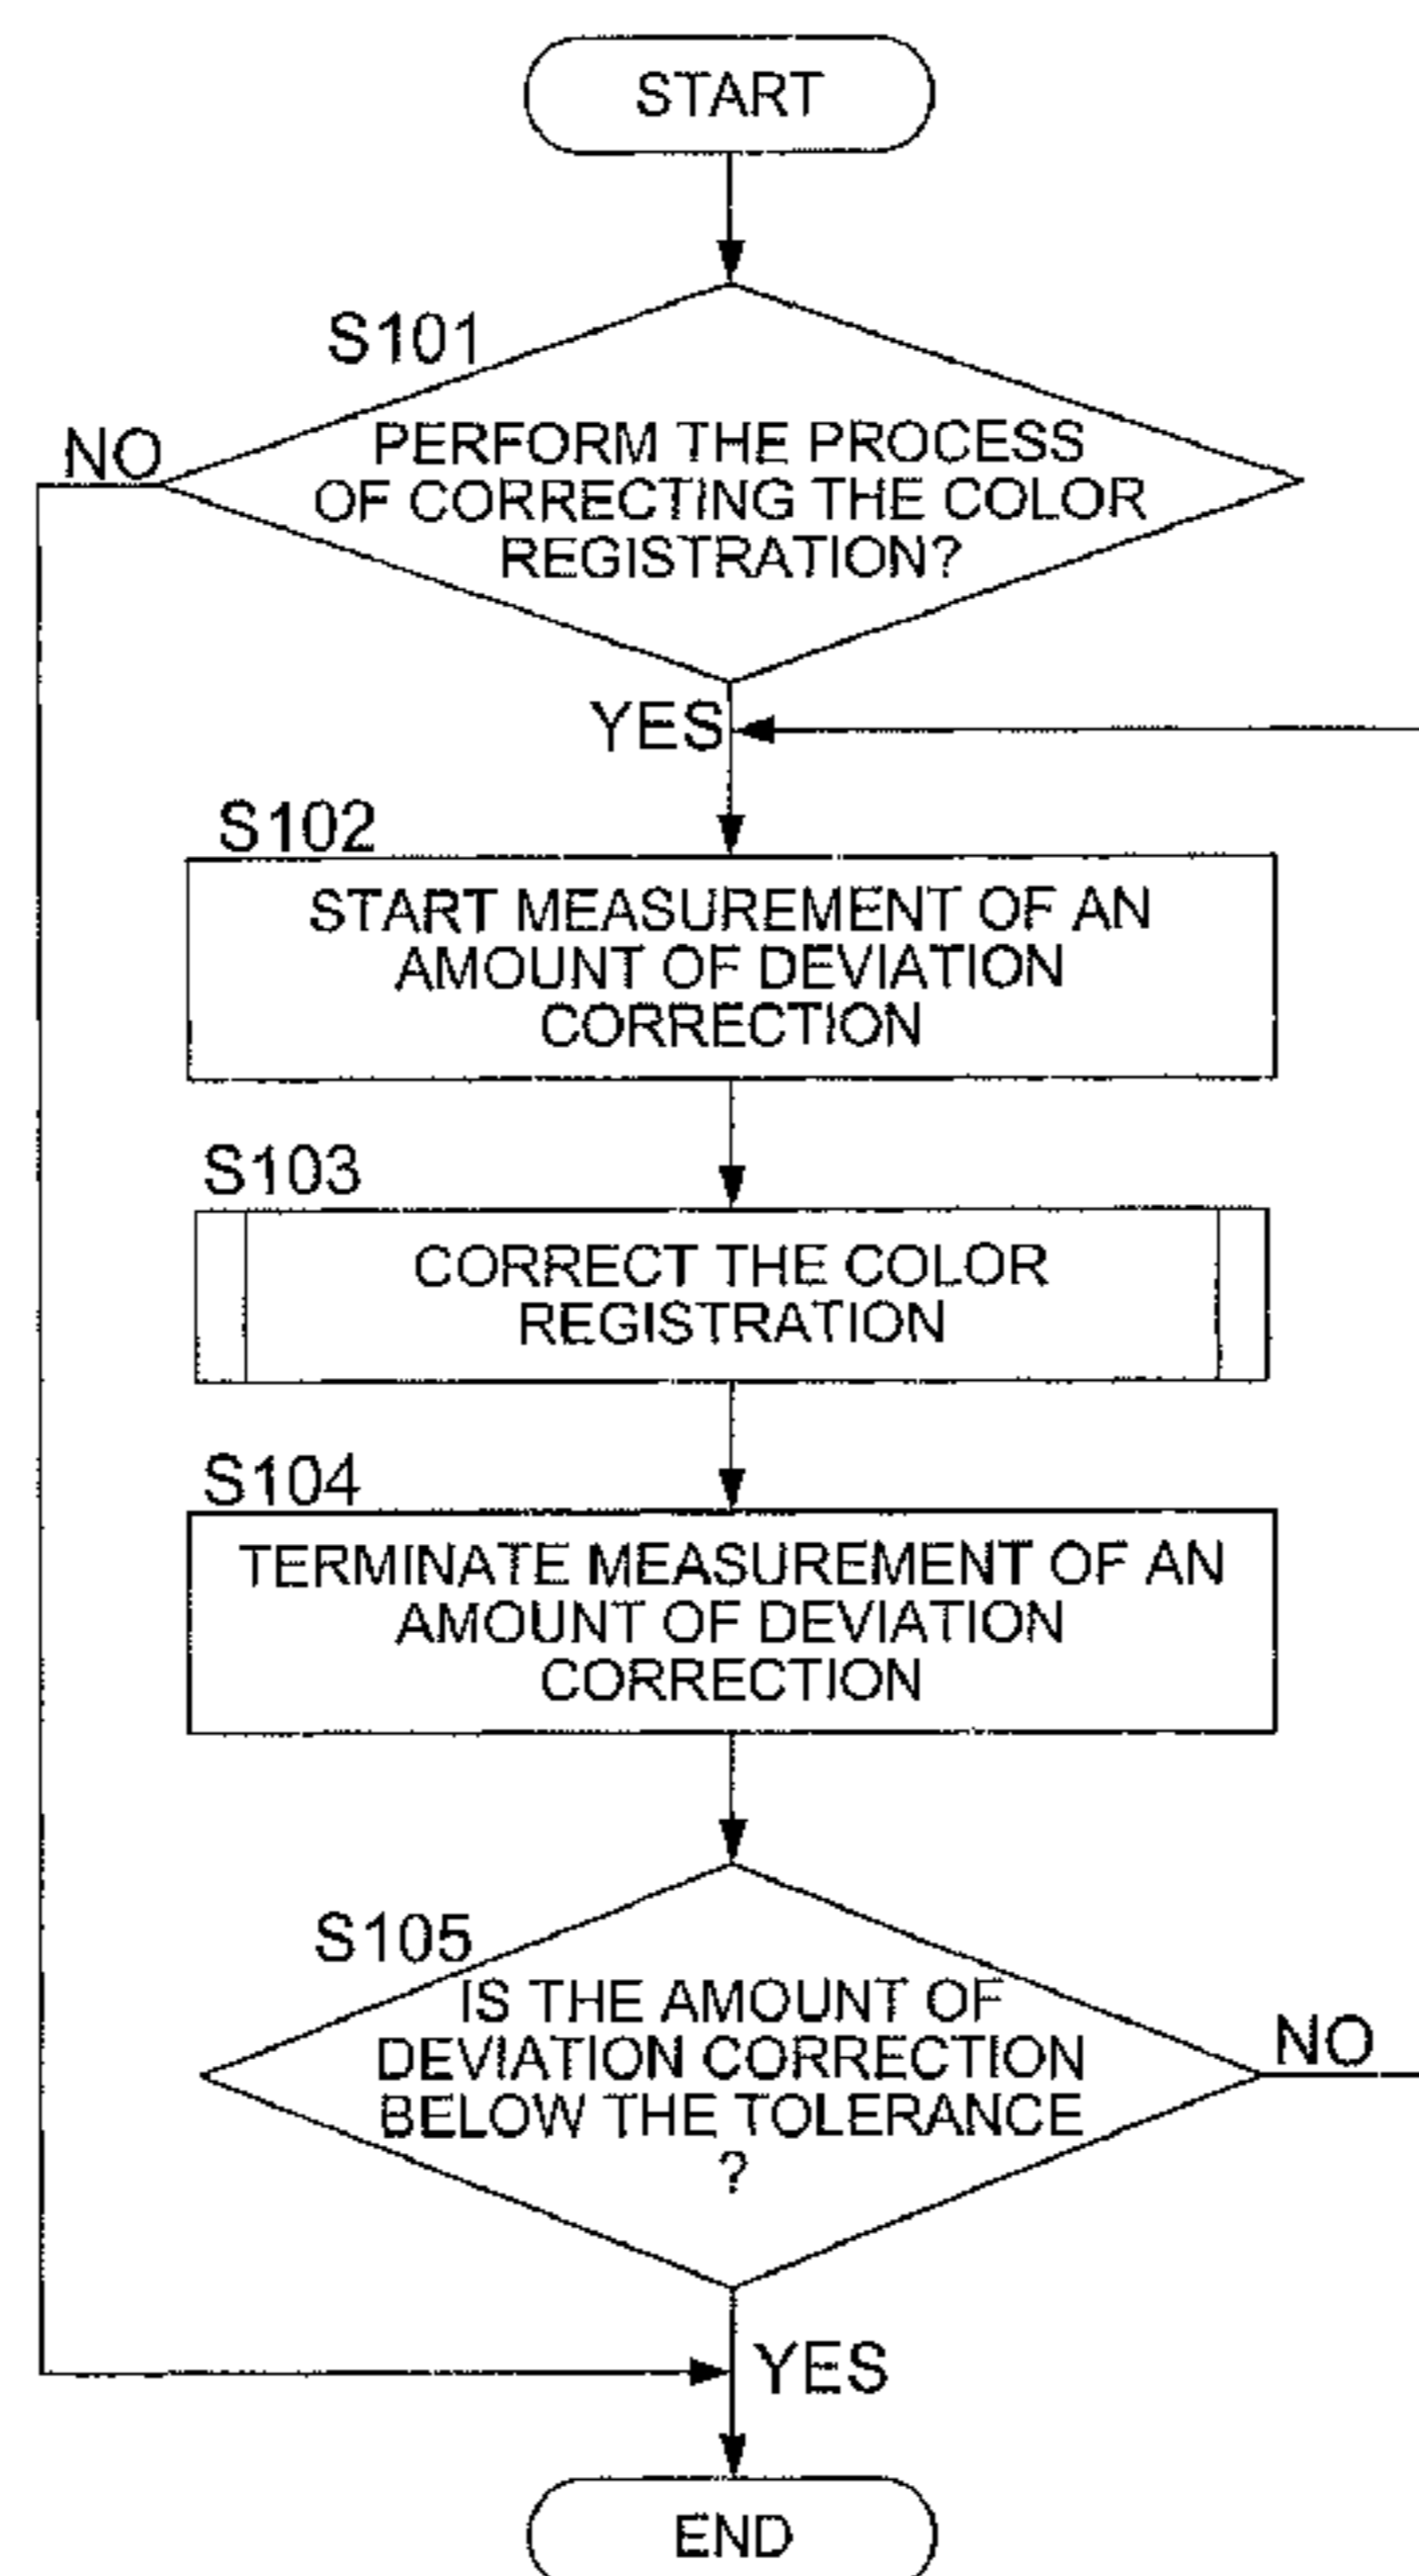 START
S101
NO
PERFORM THE PROCESS
OF CORRECTING THE COLOR
REGISTRATION?
YES
S102
START MEASUREMENT OF AN
AMOUNT OF DEVIATION
CORRECTION
S103
CORRECT THE COLOR
REGISTRATION
S104
TERMINATE MEASUREMENT OF AN
AMOUNT OF DEVIATION
CORRECTION
S105
IS THE AMOUNT OF
DEVIATION CORRECTION
BELOW THE TOLERANCE
?
NO
YES
END